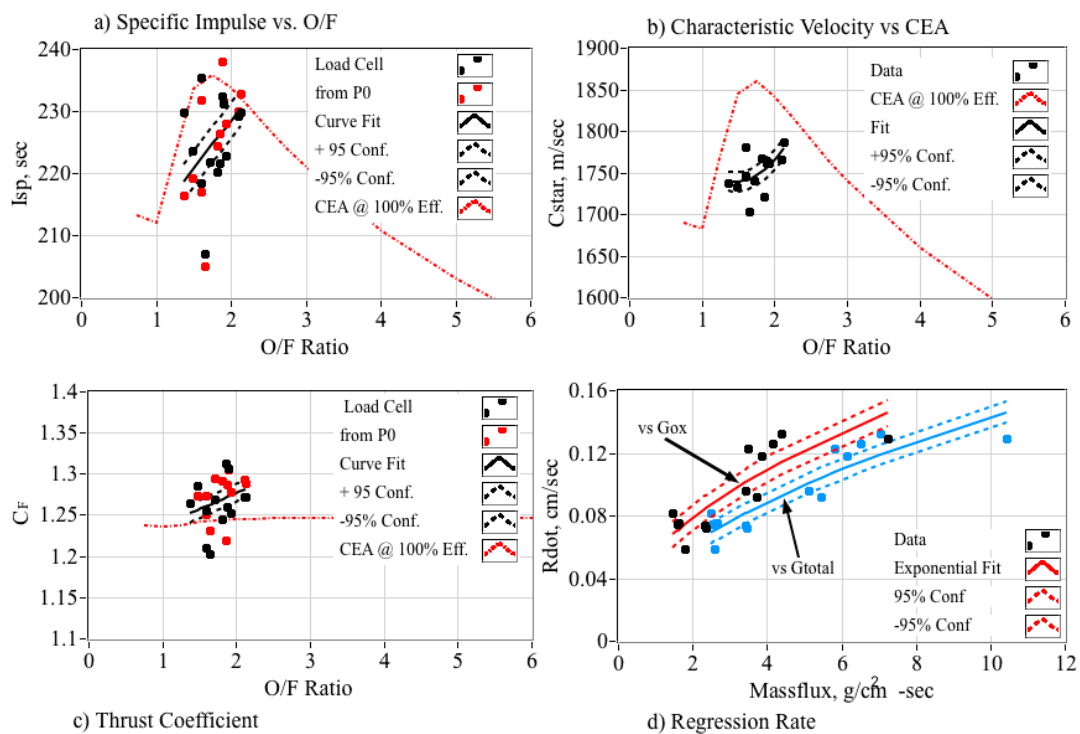 a) Specific Impulse vs. O/F
Isp, sec
240
230
220
210
200
0
1
2
3
4
5
6
O/F Ratio
Load Cell
from P0
Curve Fit
+ 95 Conf.
-95% Conf.
CEA @ 100% Eff.
b) Characteristic Velocity vs CEA
Cstar, m/sec
1900
1850
1800
1750
1700
1650
1600
0
1
2
3
4
5
6
O/F Ratio
Data
CEA @ 100% Eff.
Fit
+95% Conf.
-95% Conf.
CF
1.4
1.35
1.3
1.25
1.2
1.15
1.1
0
1
2
3
4
5
6
O/F Ratio
Load Cell
from P0
Curve Fit
+ 95 Conf.
-95% Conf.
CEA @ 100% Eff.
c) Thrust Coefficient
Rdot, cm/sec
0.16
0.12
0.08
0.04
0
0
2
4
6
8
10
12
Massflux, g/cm2 -sec
vs Gox
vs Gtotal
Data
Exponential Fit
95% Conf
-95% Conf
d) Regression Rate